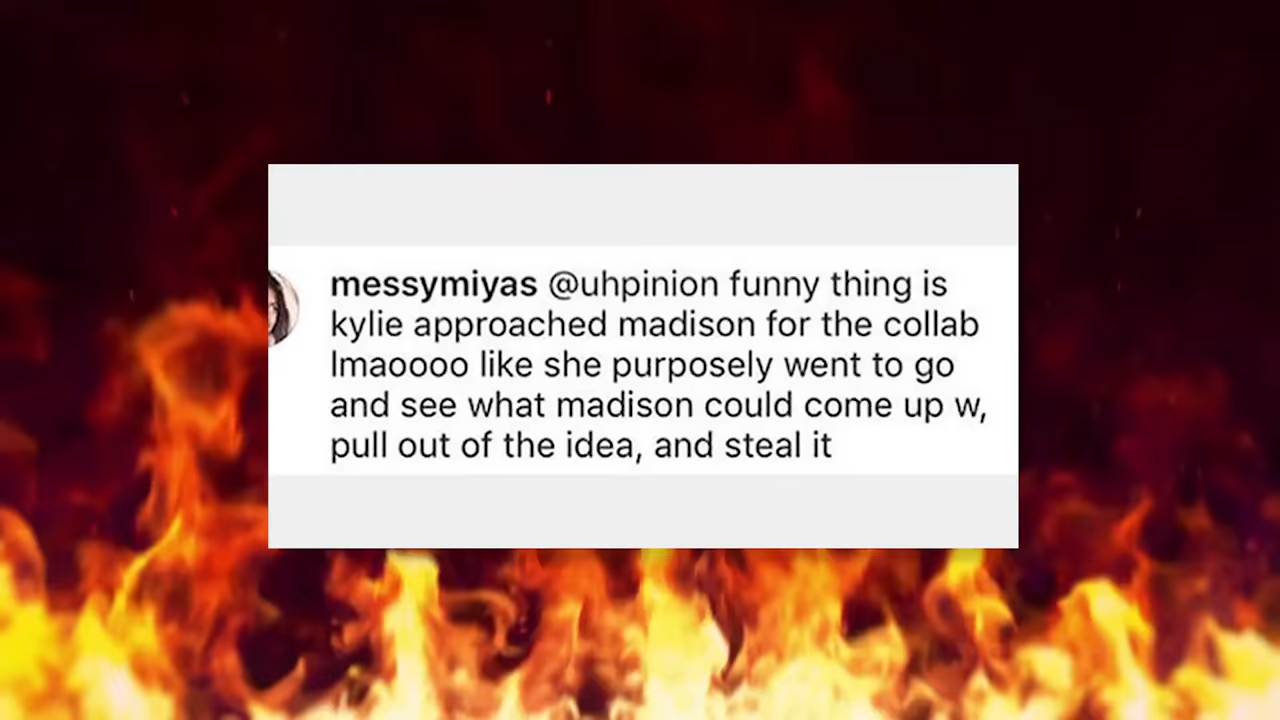 messymiyas @uhpinion funny thing is
kylie approached madison for the collab
lmaoooo like she purposely went to go
and see what madison could come up w,
pull out of the idea, and steal it